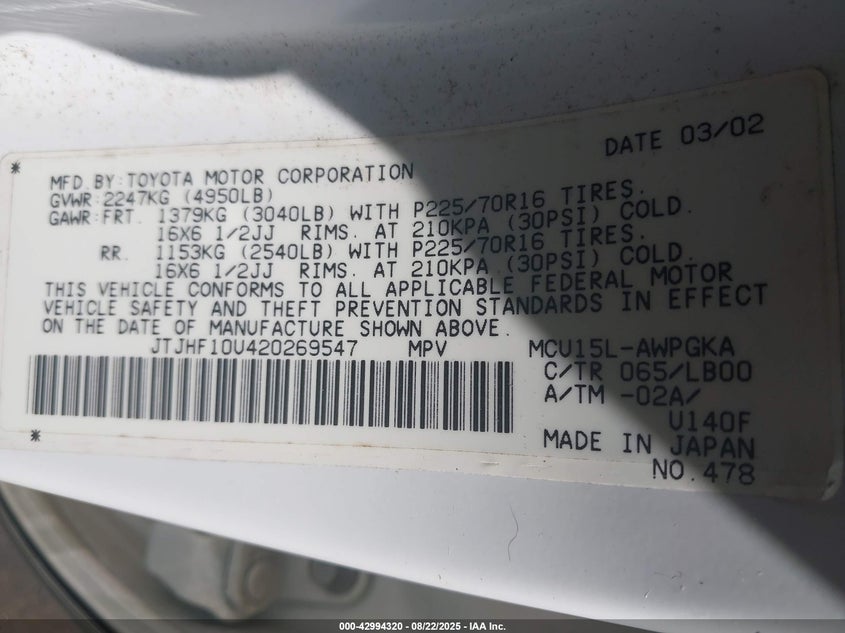 DATE 03/02
MFD. BY: TOYOTA MOTOR CORPORATION
GVWR: 2247KG (4950LB)
GAWR: FRT. 1379KG (3040LB) WITH P225/70R16 TIRES.
16X6 1/2JJ RIMS. AT 210KPA (30PSI) COLD.
RR. 1153KG (2540LB) WITH P225/70R16 TIRES.
16X6 1/2JJ RIMS. AT 210KPA (30PSI) COLD.
THIS VEHICLE CONFORMS TO ALL APPLICABLE FEDERAL MOTOR
VEHICLE SAFETY AND THEFT PREVENTION STANDARDS IN EFFECT
ON THE DATE OF MANUFACTURE SHOWN ABOVE.
JTJHF10U420269547 MPV MCU15L-AWPGKA
C/TR 065/LB00
A/TM -02A/
U140F
MADE IN JAPAN
NO. 478
000-42994320 - 08/22/2025 - IAA Inc.